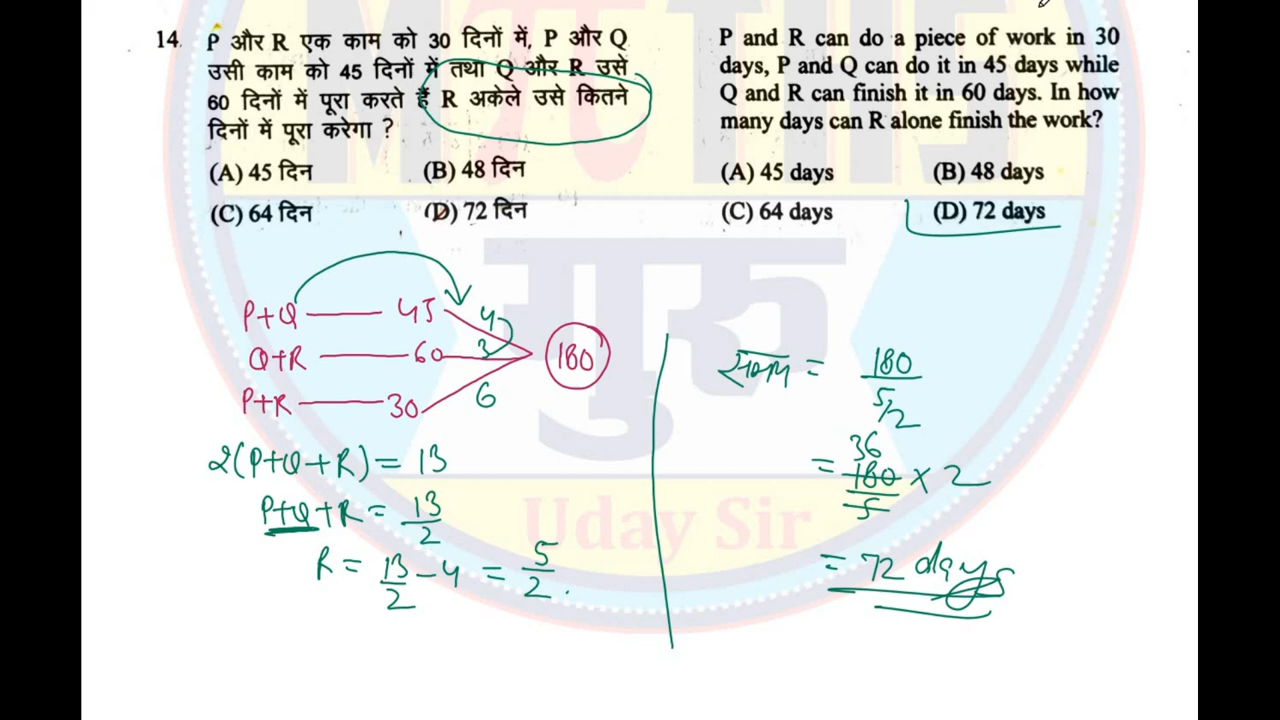 14. P और R एक काम को 30 दिनों में, P और Q
उसी काम को 45 दिनों में तथा Q और R उसे
60 दिनों में पूरा करते हैं R अकेले उसे कितने
दिनों में पूरा करेगा ?
(A) 45 दिन (B) 48 दिन
(C) 64 दिन (D) 72 दिन
P and R can do a piece of work in 30
days, P and Q can do it in 45 days while
Q and R can finish it in 60 days. In how
many days can R alone finish the work?
(A) 45 days (B) 48 days
(C) 64 days (D) 72 days
P+Q — 45 4
Q+R — 60 3 180
P+R — 30 6
2(P+Q+R) = 13
P+Q+R = 13/2
R = 13/2 - 4 = 5/2.
समय = 180 / 5/2
36
= 180/5 × 2
= 72 days
गुरु
Uday Sir